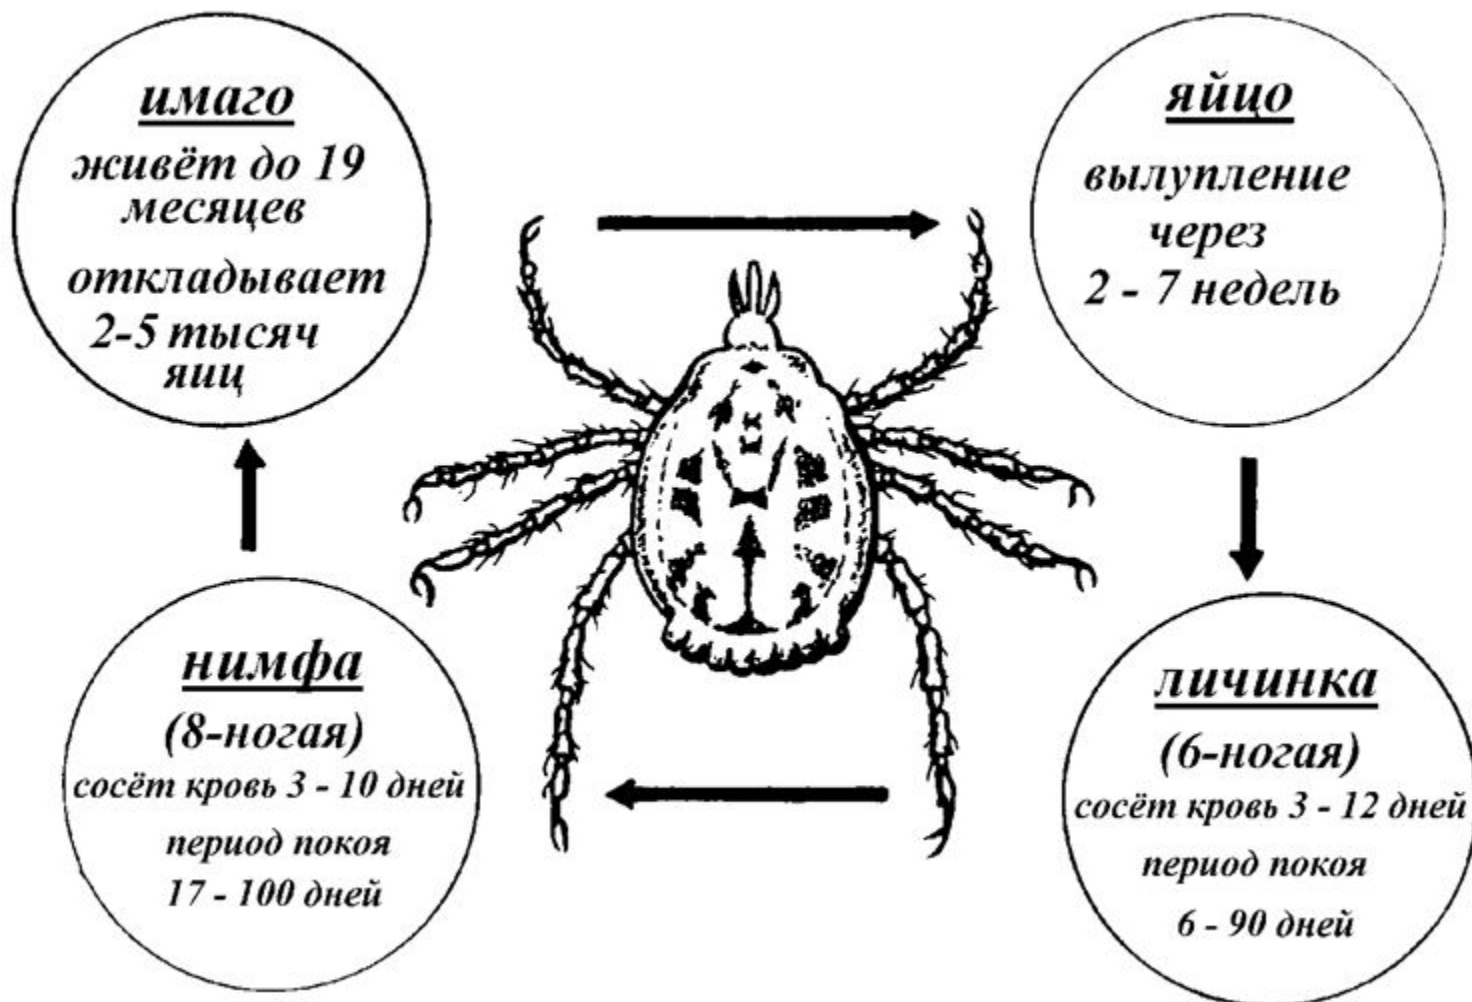 имаго
живёт до 19
месяцев
откладывает
2-5 тысяч
яиц
яйцо
вылупление
через
2 - 7 недель
нимфа
(8-ногая)
сосёт кровь 3 - 10 дней
период покоя
17 - 100 дней
личинка
(6-ногая)
сосёт кровь 3 - 12 дней
период покоя
6 - 90 дней